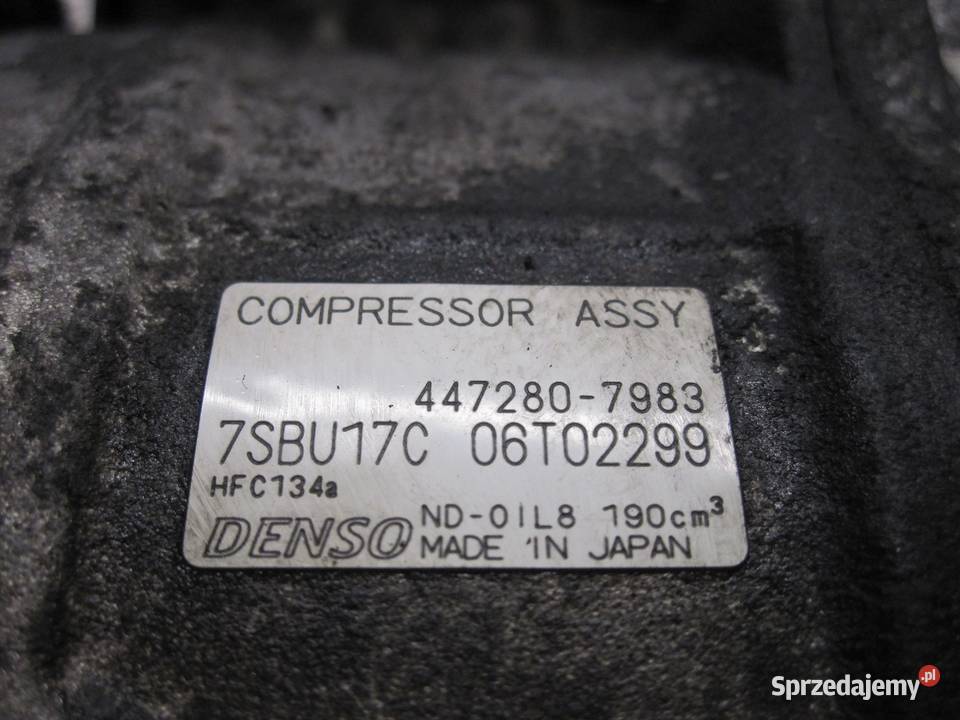 COMPRESSOR ASSY
447280-7983
7SBU17C 06T02299
HFC134a
DENSO ND-OIL8 190cm³
MADE IN JAPAN
Sprzedajemy.pl